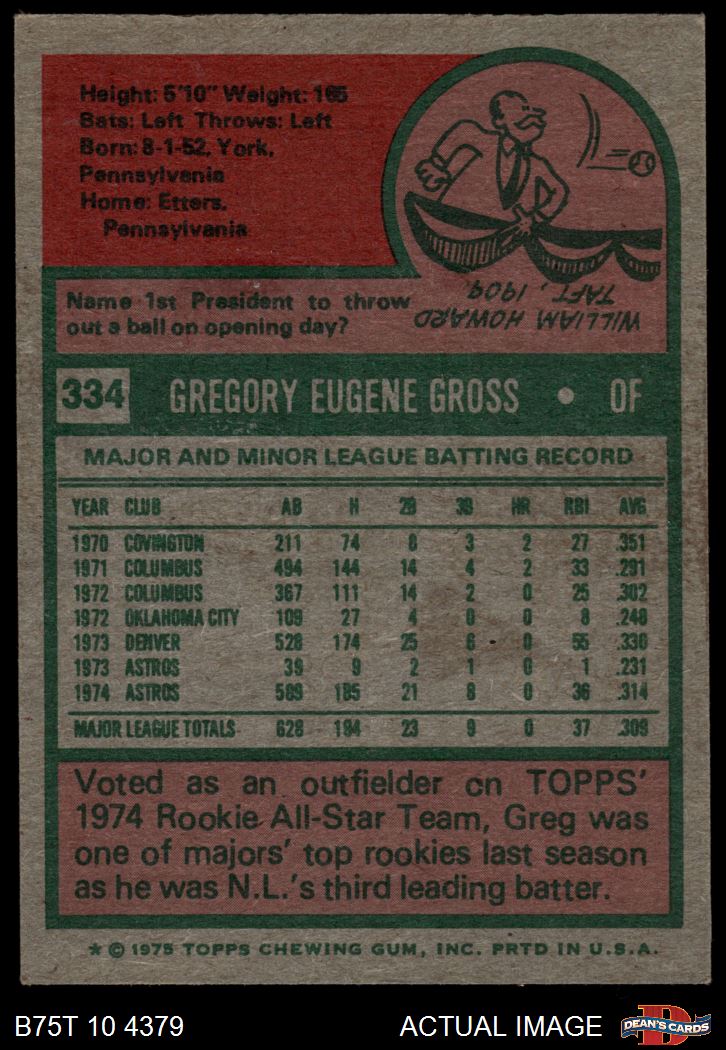 Height: 5'10" Weight: 165
Bats: Left Throws: Left
Born: 8-1-52, York,
Pennsylvania
Home: Etters,
Pennsylvania
Name 1st President to throw
out a ball on opening day?
WILLIAM HOWARD
TAFT, 1909.
334 GREGORY EUGENE GROSS • OF
MAJOR AND MINOR LEAGUE BATTING RECORD
YEAR CLUB AB H 2B 3B HR RBI AVG
1970 COVINGTON 211 74 8 3 2 27 .351
1971 COLUMBUS 494 144 14 4 2 33 .291
1972 COLUMBUS 367 111 14 2 0 25 .302
1972 OKLAHOMA CITY 109 27 4 0 0 8 .248
1973 DENVER 528 174 25 6 0 55 .330
1973 ASTROS 39 9 2 1 0 1 .231
1974 ASTROS 589 185 21 8 0 36 .314
MAJOR LEAGUE TOTALS 628 194 23 9 0 37 .309
Voted as an outfielder on TOPPS'
1974 Rookie All-Star Team, Greg was
one of majors' top rookies last season
as he was N.L.'s third leading batter.
* © 1975 TOPPS CHEWING GUM, INC. PRTD IN U.S.A.
B75T 10 4379 ACTUAL IMAGE
D
DEAN'S CARDS